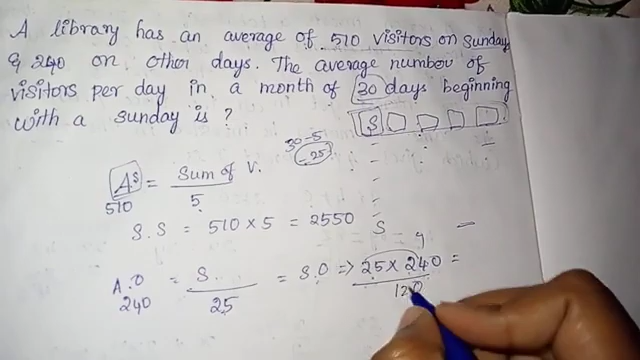 A library has an average of 510 visitors on Sunday
& 240 on other days. The average number of
visitors per day in a month of 30 days beginning
with a Sunday is?
S
30-5
= 25
A S = Sum of V.
510 5
S.S = 510 × 5 = 2550
S
A.O = S = S.O => 25 × 240 =
240 25 120